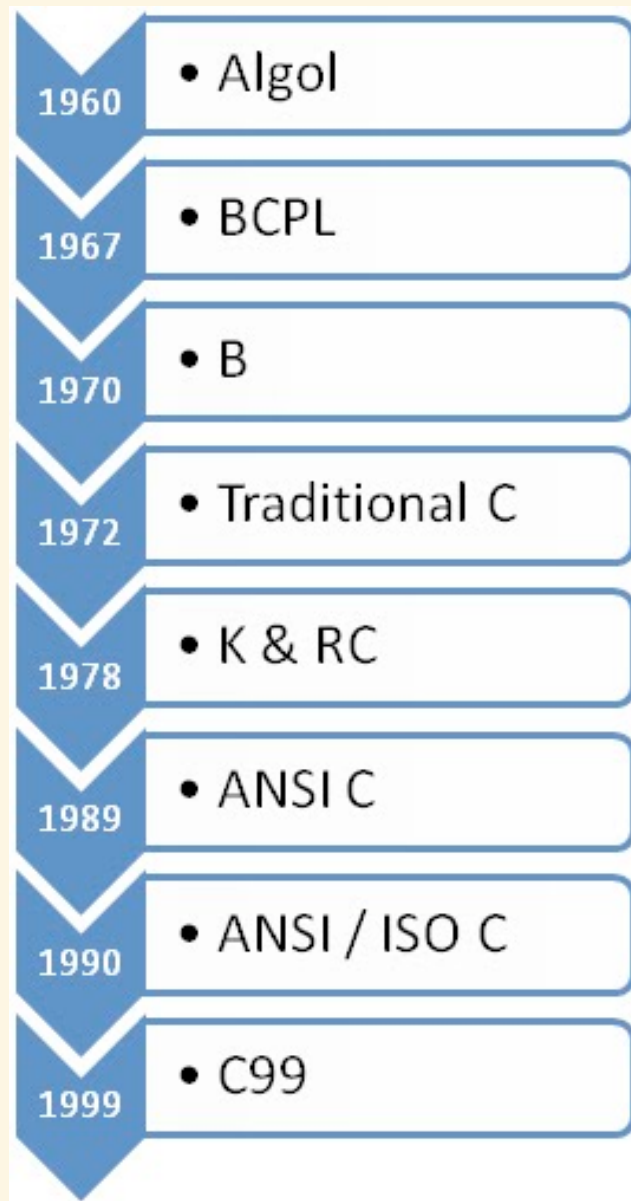 1960
• Algol
1967
• BCPL
1970
• B
1972
• Traditional C
1978
• K & RC
1989
• ANSI C
1990
• ANSI / ISO C
1999
• C99